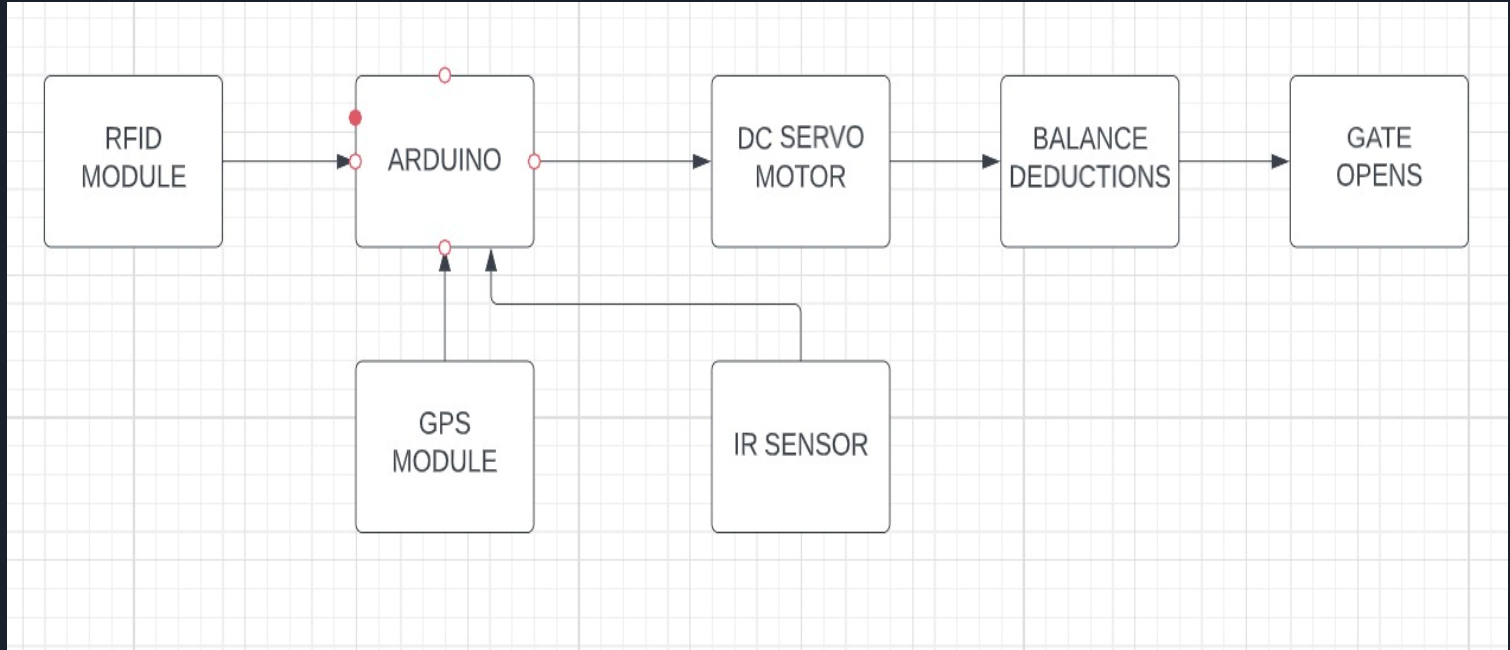 RFID
MODULE
ARDUINO
DC SERVO
MOTOR
BALANCE
DEDUCTIONS
GATE
OPENS
GPS
MODULE
IR SENSOR